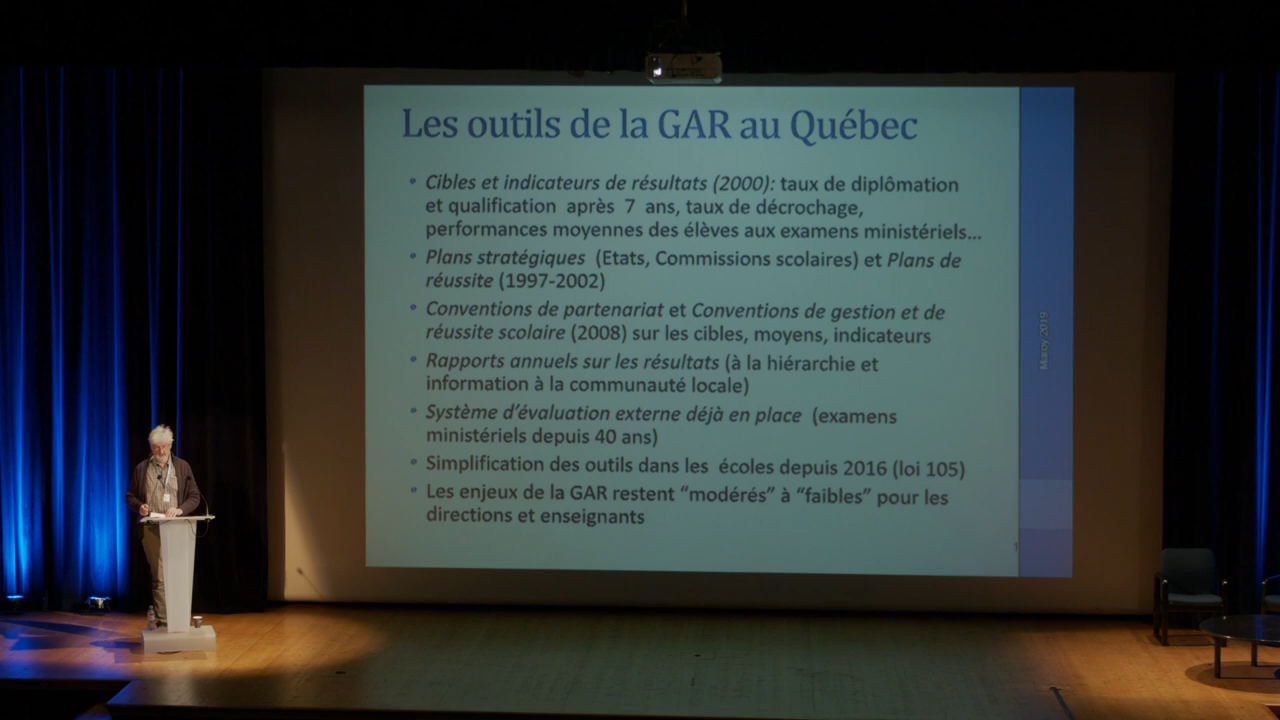 Les outils de la GAR au Québec
• Cibles et indicateurs de résultats (2000): taux de diplômation
et qualification après 7 ans, taux de décrochage,
performances moyennes des élèves aux examens ministériels...
• Plans stratégiques (Etats, Commissions scolaires) et Plans de
réussite (1997-2002)
• Conventions de partenariat et Conventions de gestion et de
réussite scolaire (2008) sur les cibles, moyens, indicateurs
• Rapports annuels sur les résultats (à la hiérarchie et
information à la communauté locale)
• Système d'évaluation externe déjà en place (examens
ministériels depuis 40 ans)
• Simplification des outils dans les écoles depuis 2016 (loi 105)
• Les enjeux de la GAR restent “modérés” à “faibles” pour les
directions et enseignants
Maroy 2019